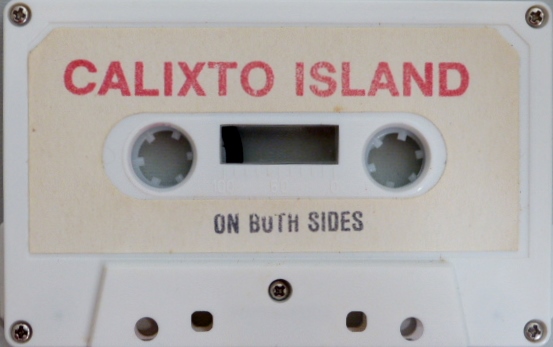 CALIXTO ISLAND
ON BOTH SIDES